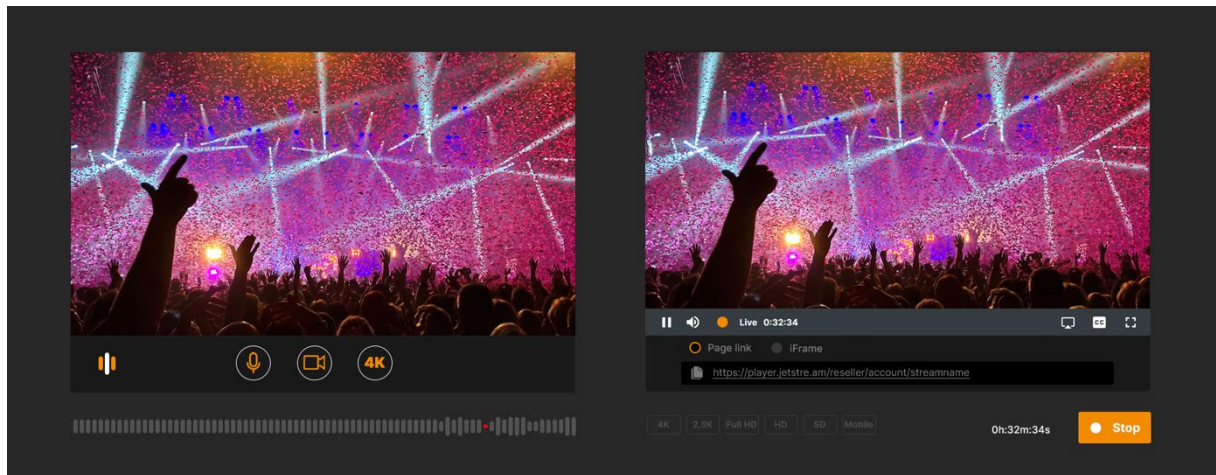 4K
Live 0:32:34
CC
Page link iFrame
https://player.jetstre.am/reseller/account/streamname
4K 2,5K Full HD HD SD Mobile
0h:32m:34s
Stop